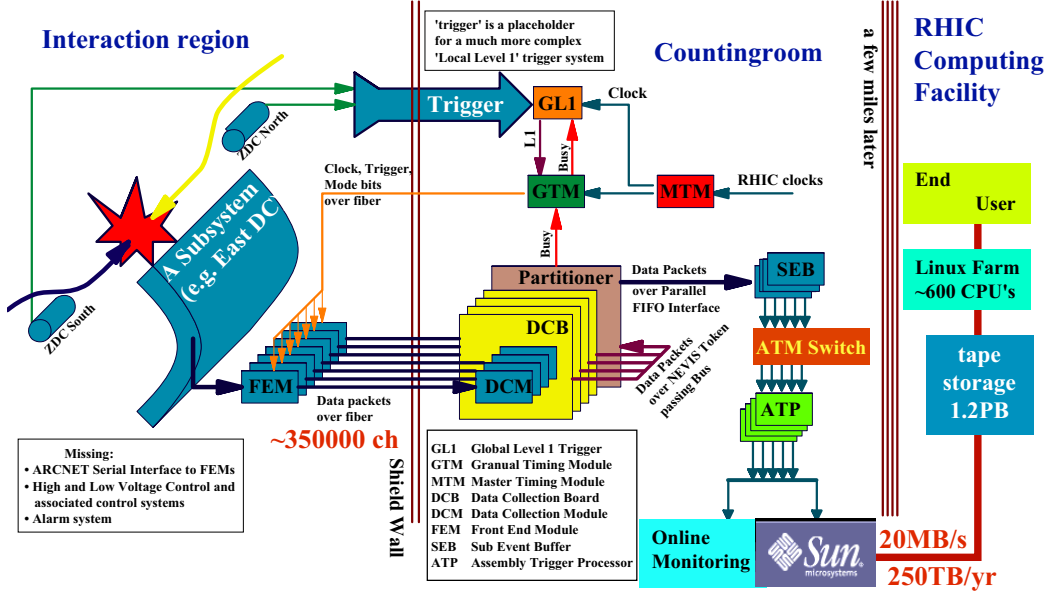 Interaction region
'trigger' is a placeholder
for a much more complex
'Local Level 1' trigger system
Countingroom
a few miles later
RHIC
Computing
Facility
Trigger
GL1
Clock
ZDC North
L1
Busy
Clock, Trigger,
Mode bits
over fiber
GTM
MTM
RHIC clocks
End
User
A Subsystem
(e.g. East DC)
Busy
Partitioner
Data Packets
over Parallel
FIFO Interface
SEB
Linux Farm
~600 CPU's
ZDC South
DCB
ATM Switch
tape
storage
1.2PB
FEM
DCM
Data Packets
over NEVIS Token
passing Bus
Data packets
over fiber
ATP
~350000 ch
Missing:
• ARCNET Serial Interface to FEMs
• High and Low Voltage Control and
associated control systems
• Alarm system
Shield Wall
GL1 Global Level 1 Trigger
GTM Granual Timing Module
MTM Master Timing Module
DCB Data Collection Board
DCM Data Collection Module
FEM Front End Module
SEB Sub Event Buffer
ATP Assembly Trigger Processor
Online
Monitoring
Sun
microsystems
20MB/s
250TB/yr